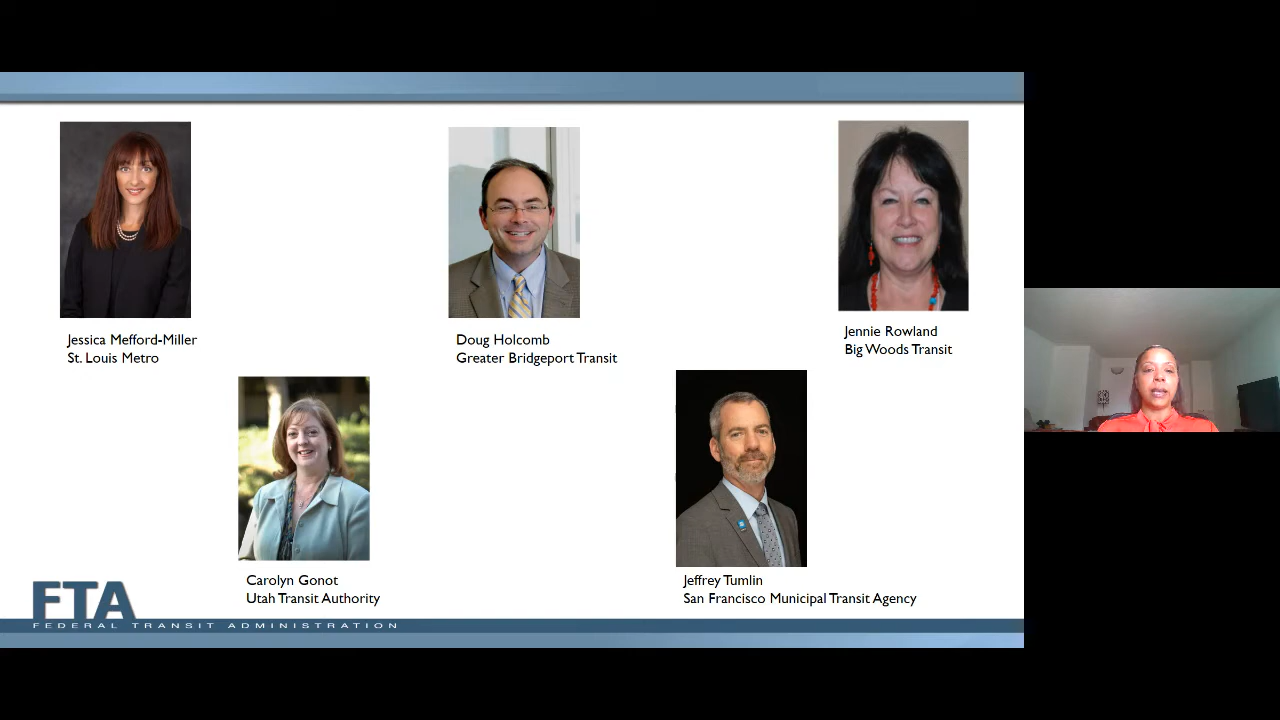 Jessica Mefford-Miller
St. Louis Metro
Doug Holcomb
Greater Bridgeport Transit
Jennie Rowland
Big Woods Transit
Carolyn Gonot
Utah Transit Authority
Jeffrey Tumlin
San Francisco Municipal Transit Agency
FTA
FEDERAL TRANSIT ADMINISTRATION